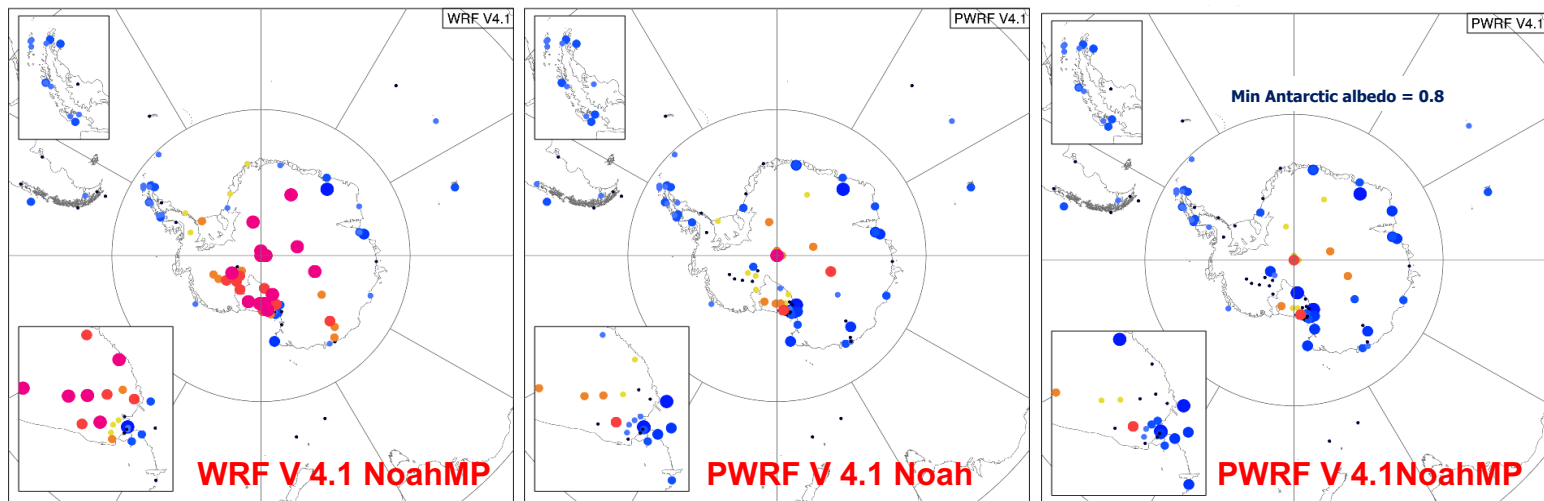 WRF V4.1
PWRF V4.1
PWRF V4.1
Min Antarctic albedo = 0.8
WRF V 4.1 NoahMP
PWRF V 4.1 Noah
PWRF V 4.1NoahMP